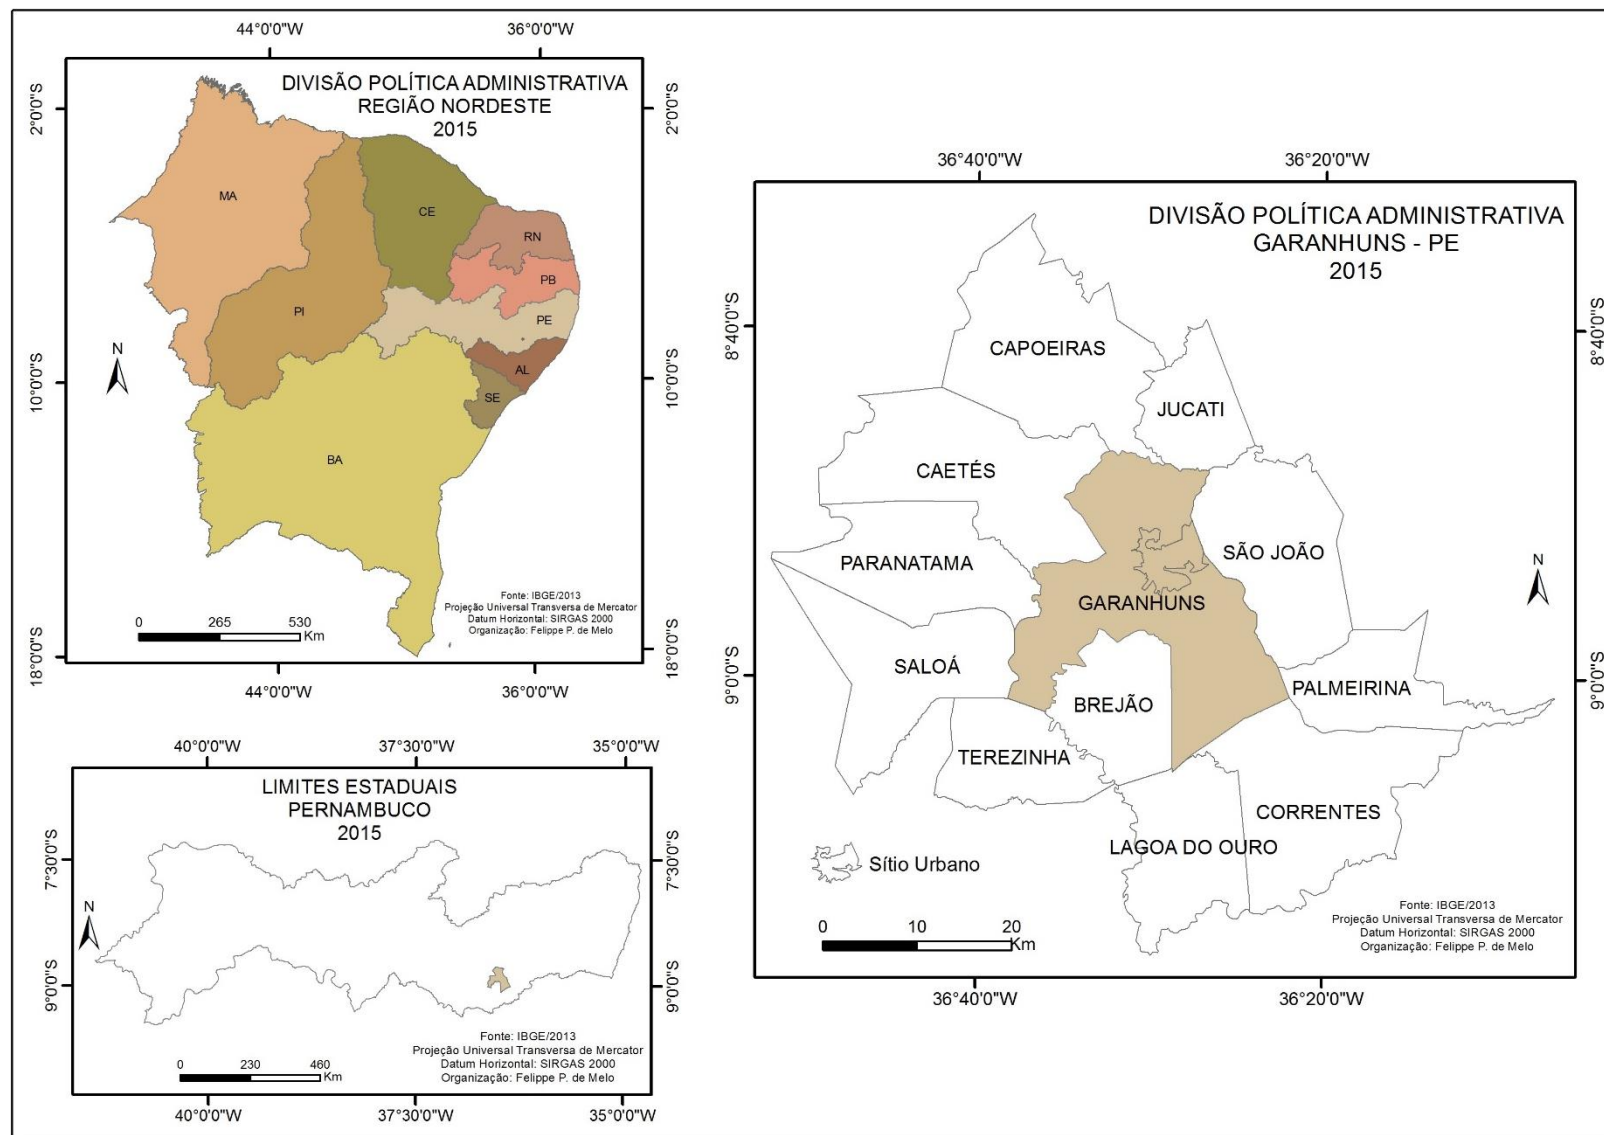 44°0'0"W
36°0'0"W
DIVISÃO POLÍTICA ADMINISTRATIVA
REGIÃO NORDESTE
2015
2°0'0"S
2°0'0"S
MA
CE
RN
PB
PI
PE
AL
SE
BA
N
10°0'0"S
10°0'0"S
Fonte: IBGE/2013
Projeção Universal Transversa de Mercator
Datum Horizontal: SIRGAS 2000
Organização: Felippe P. de Melo
0 265 530
Km
18°0'0"S
18°0'0"S
44°0'0"W
36°0'0"W
40°0'0"W
37°30'0"W
35°0'0"W
LIMITES ESTADUAIS
PERNAMBUCO
2015
7°30'0"S
7°30'0"S
N
9°0'0"S
9°0'0"S
Fonte: IBGE/2013
Projeção Universal Transversa de Mercator
Datum Horizontal: SIRGAS 2000
Organização: Felippe P. de Melo
0 230 460
Km
40°0'0"W
37°30'0"W
35°0'0"W
36°40'0"W
36°20'0"W
DIVISÃO POLÍTICA ADMINISTRATIVA
GARANHUNS - PE
2015
8°40'0"S
8°40'0"S
CAPOEIRAS
JUCATI
CAETÉS
SÃO JOÃO
PARANATAMA
GARANHUNS
N
SALOÁ
BREJÃO
PALMEIRINA
9°0'0"S
9°0'0"S
TEREZINHA
CORRENTES
LAGOA DO OURO
Sítio Urbano
0 10 20
Km
Fonte: IBGE/2013
Projeção Universal Transversa de Mercator
Datum Horizontal: SIRGAS 2000
Organização: Felippe P. de Melo
36°40'0"W
36°20'0"W